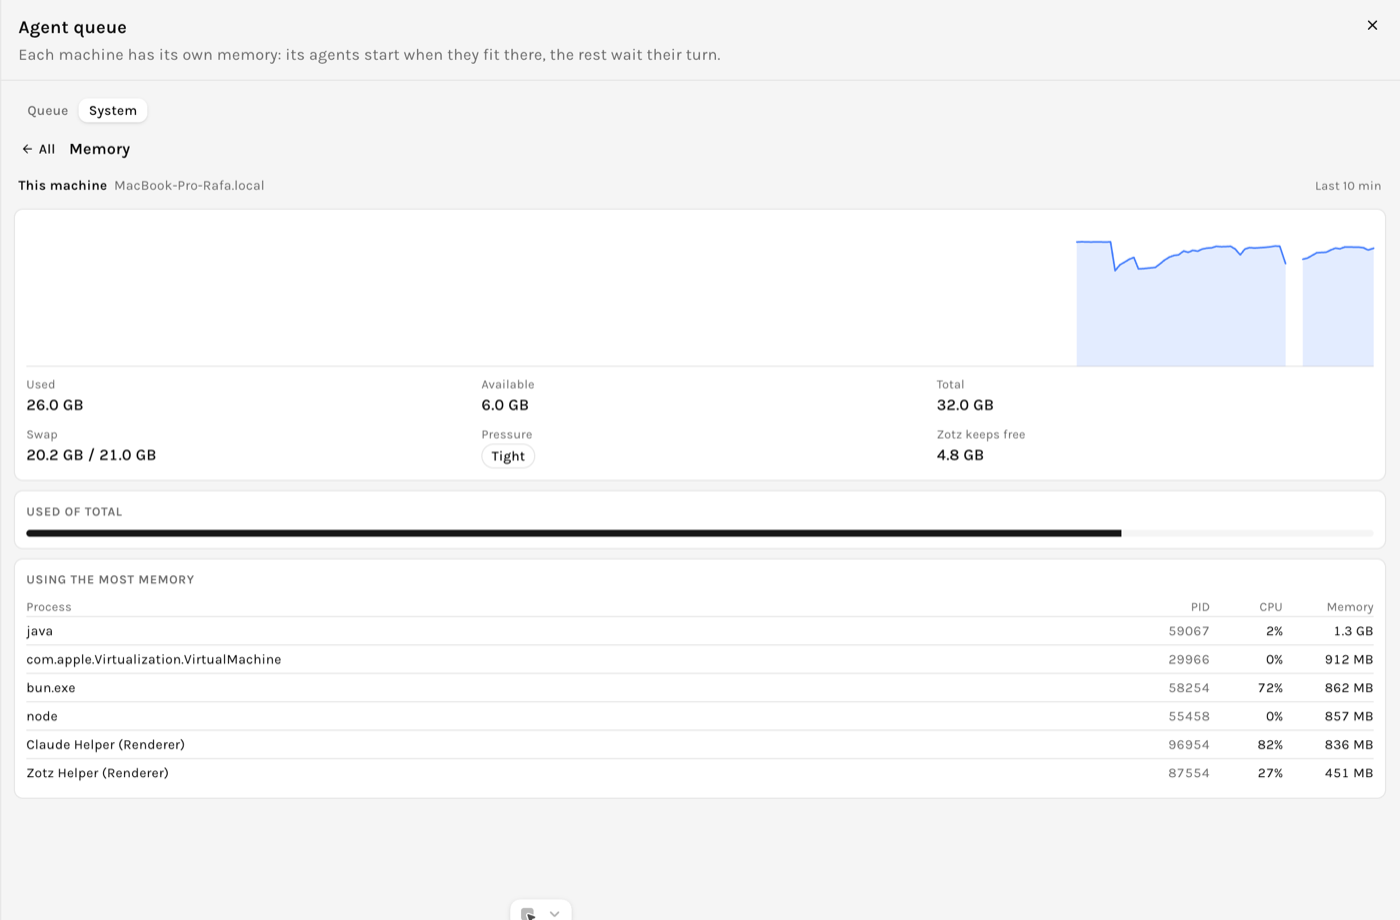 Agent queue
Each machine has its own memory: its agents start when they fit there, the rest wait their turn.
Queue System
← All Memory
This machine MacBook-Pro-Rafa.local Last 10 min
Used Available Total
26.0 GB 6.0 GB 32.0 GB
Swap Pressure Zotz keeps free
20.2 GB / 21.0 GB Tight 4.8 GB
USED OF TOTAL
USING THE MOST MEMORY
Process PID CPU Memory
java 59067 2% 1.3 GB
com.apple.Virtualization.VirtualMachine 29966 0% 912 MB
bun.exe 58254 72% 862 MB
node 55458 0% 857 MB
Claude Helper (Renderer) 96954 82% 836 MB
Zotz Helper (Renderer) 87554 27% 451 MB